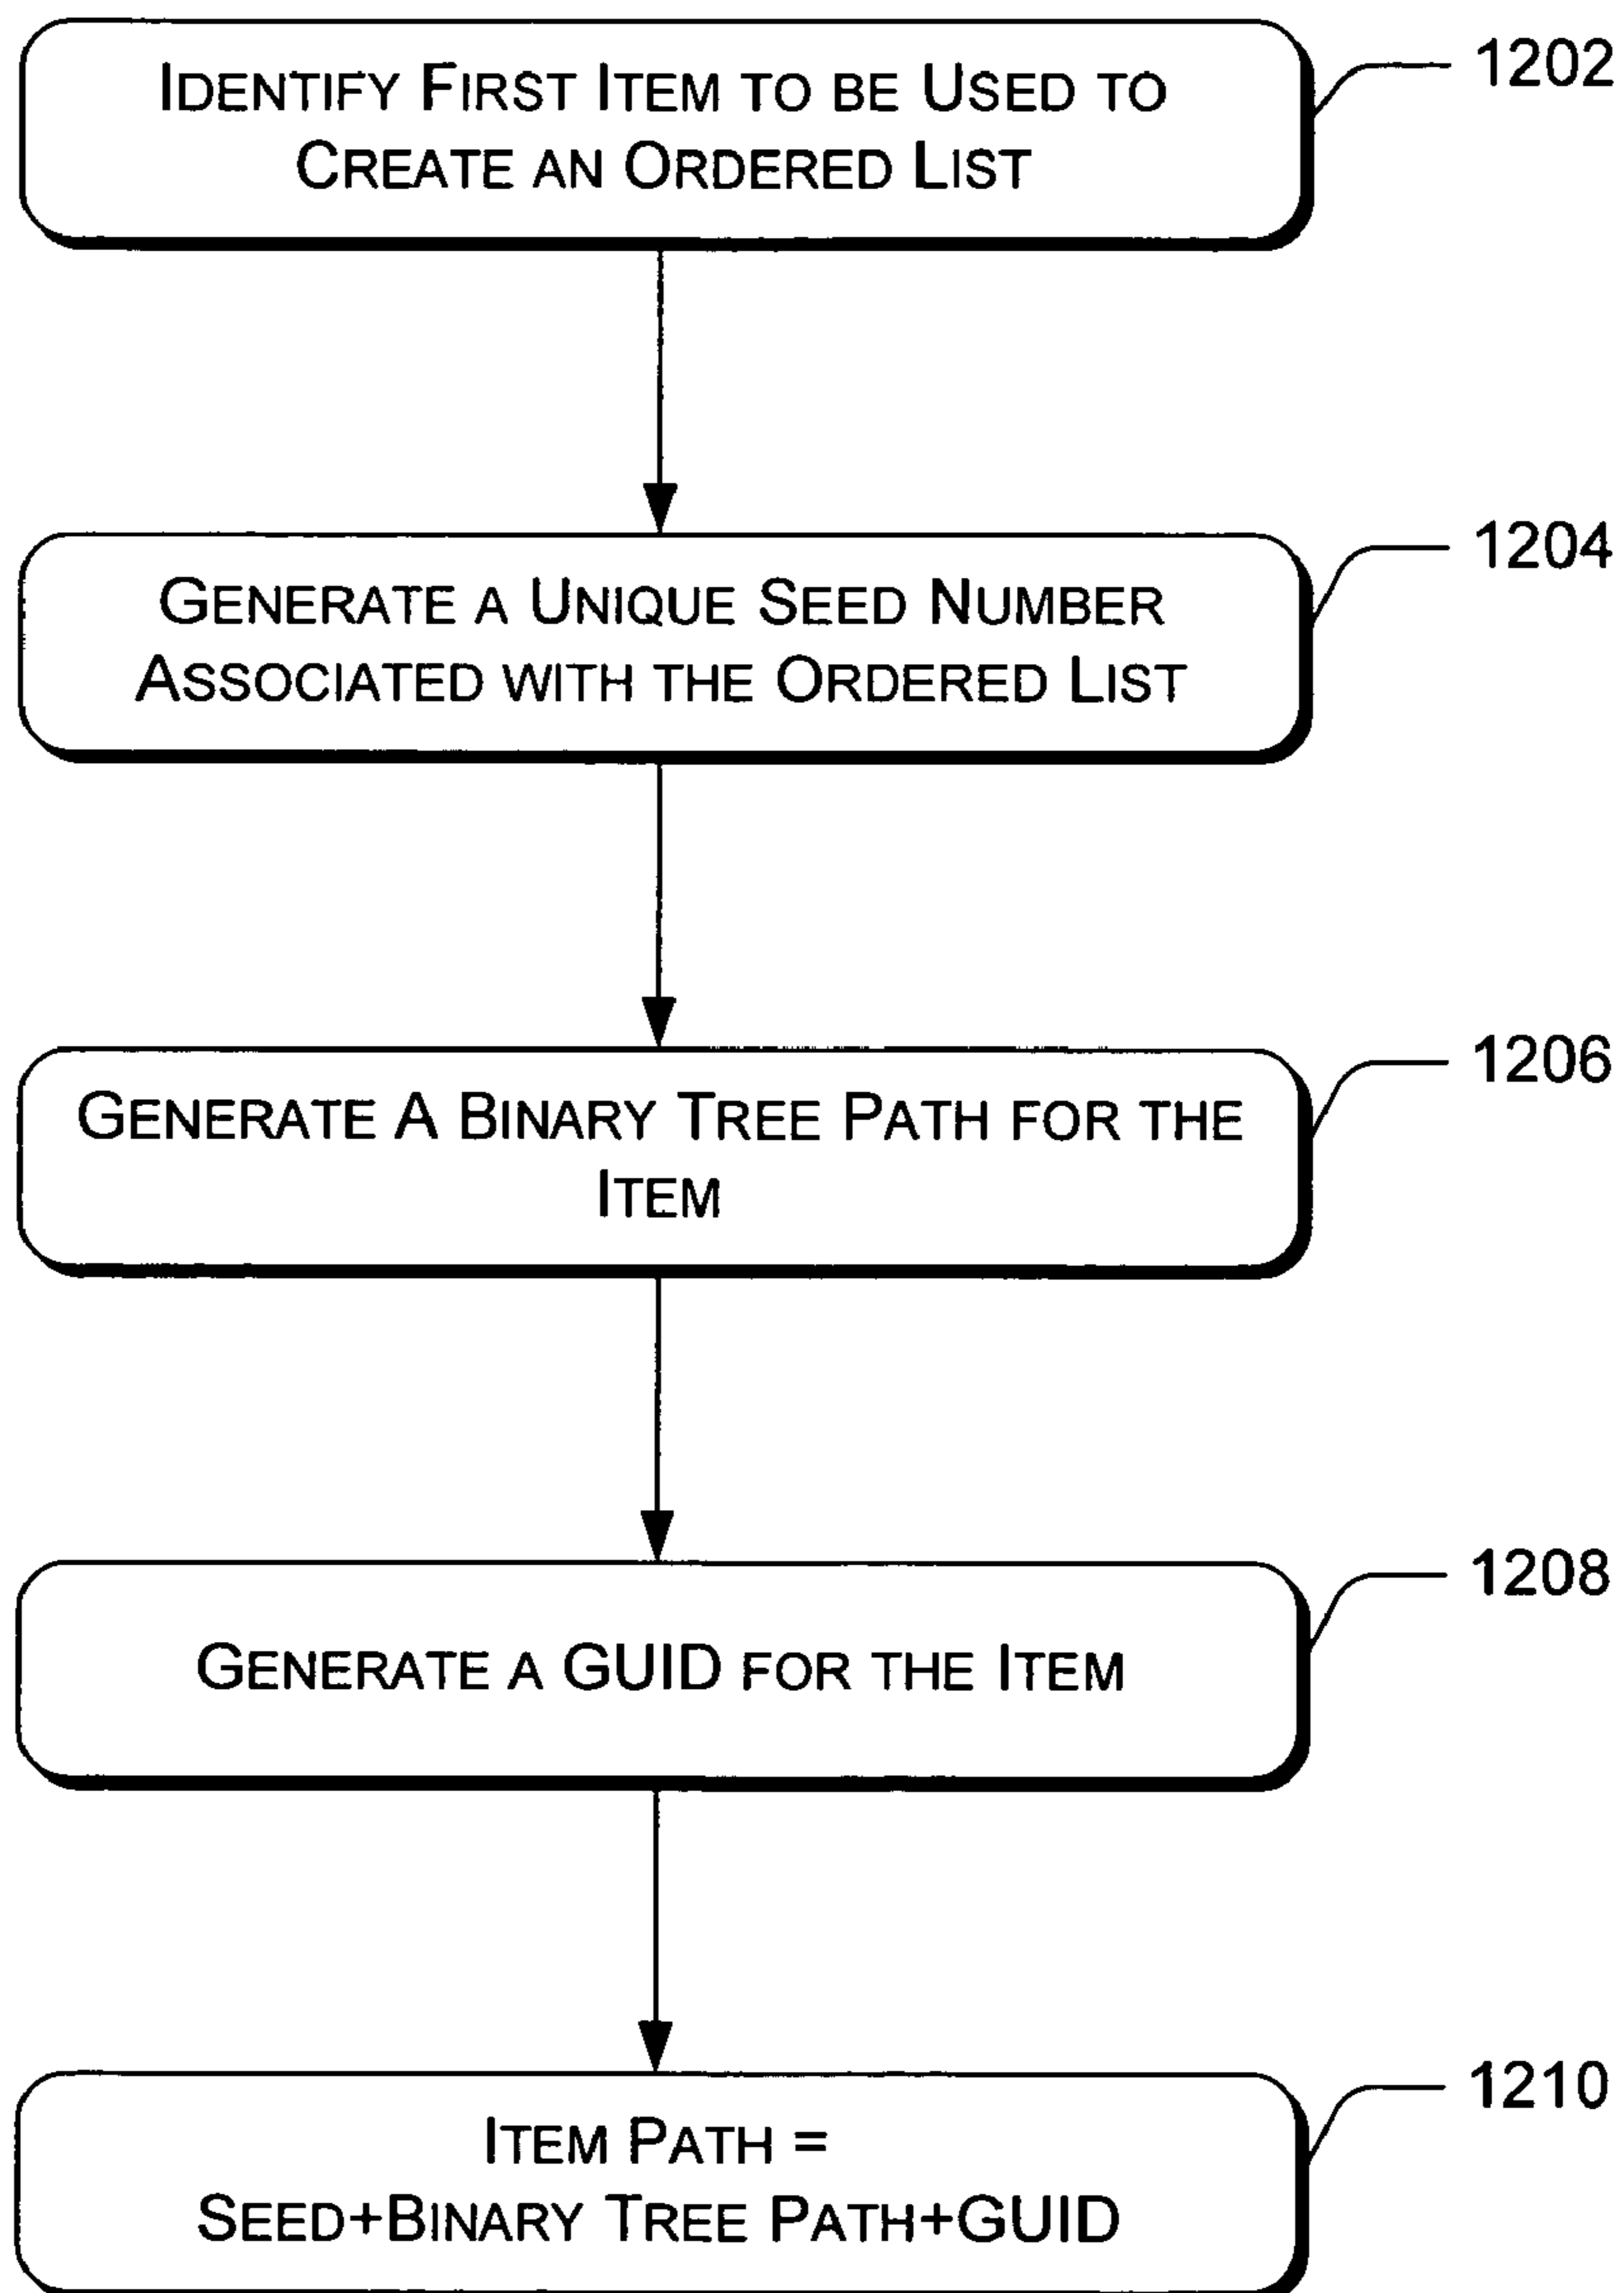 IDENTIFY FIRST ITEM TO BE USED TO
CREATE AN ORDERED LIST
1202
GENERATE A UNIQUE SEED NUMBER
ASSOCIATED WITH THE ORDERED LIST
1204
GENERATE A BINARY TREE PATH FOR THE
ITEM
1206
GENERATE A GUID FOR THE ITEM
1208
ITEM PATH =
SEED+BINARY TREE PATH+GUID
1210